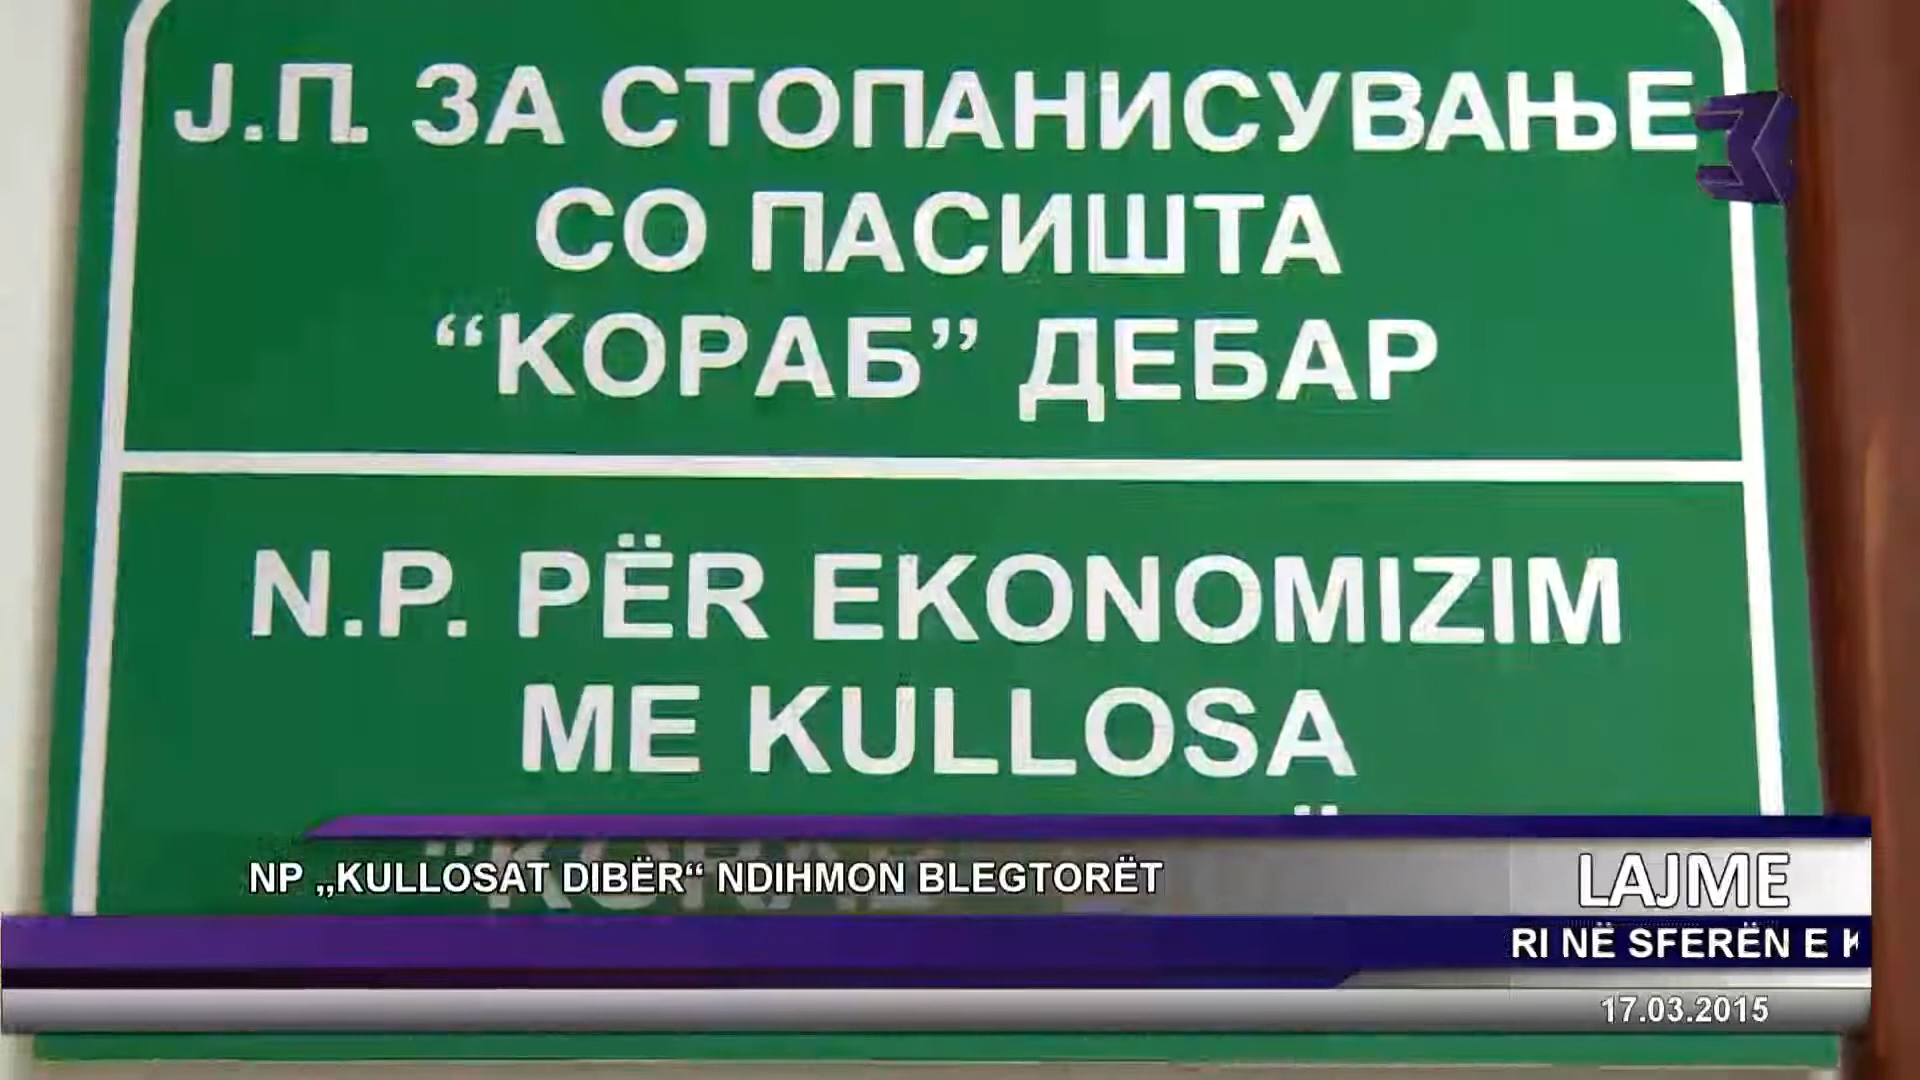 Ј.П. ЗА СТОПАНИСУВАЊЕ
СО ПАСИШТА
“КОРАБ” ДЕБАР
N.P. PËR EKONOMIZIM
ME KULLOSA
"KORAB
NP „KULLOSAT DIBËR“ NDIHMON BLEGTORËT
LAJME
RI NË SFERËN E
17.03.2015